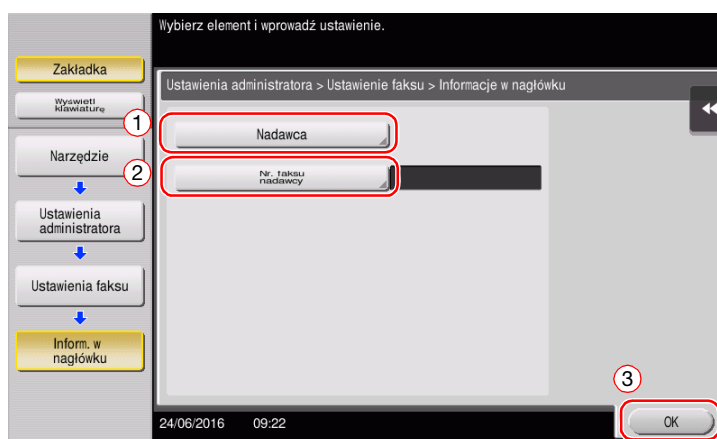 Wybierz element i wprowadź ustawienie.
Zakładka
Ustawienia administratora > Ustawienie faksu > Informacje w nagłówku
Wyświetl
klawiaturę
1
Nadawca
Narzędzie
2
Nr. faksu
nadawcy
Ustawienia
administratora
Ustawienia faksu
Inform. w
nagłówku
3
24/06/2016 09:22
OK